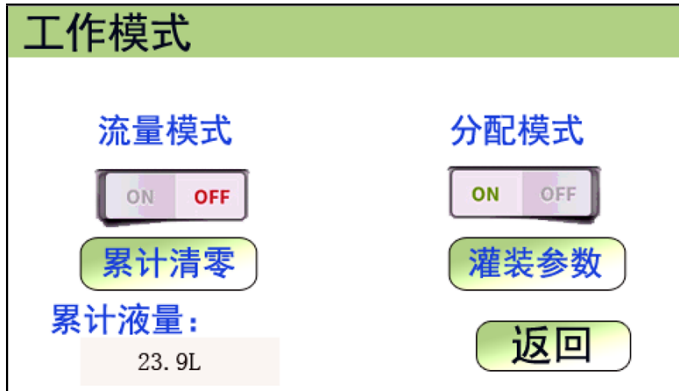 工作模式
流量模式 分配模式
ON OFF ON OFF
累计清零 灌装参数
累计液量：
23.9L
返回